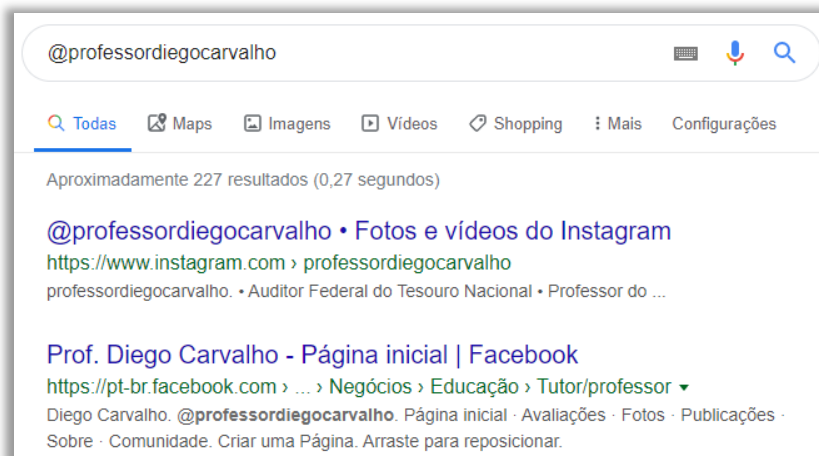 @professordiegocarvalho
Todas Maps Imagens Vídeos Shopping Mais Configurações
Aproximadamente 227 resultados (0,27 segundos)
@professordiegocarvalho • Fotos e vídeos do Instagram
https://www.instagram.com › professordiegocarvalho
professordiegocarvalho. • Auditor Federal do Tesouro Nacional • Professor do ...
Prof. Diego Carvalho - Página inicial | Facebook
https://pt-br.facebook.com › ... › Negócios › Educação › Tutor/professor
Diego Carvalho. @professordiegocarvalho. Página inicial · Avaliações · Fotos · Publicações ·
Sobre · Comunidade. Criar uma Página. Arraste para reposicionar.